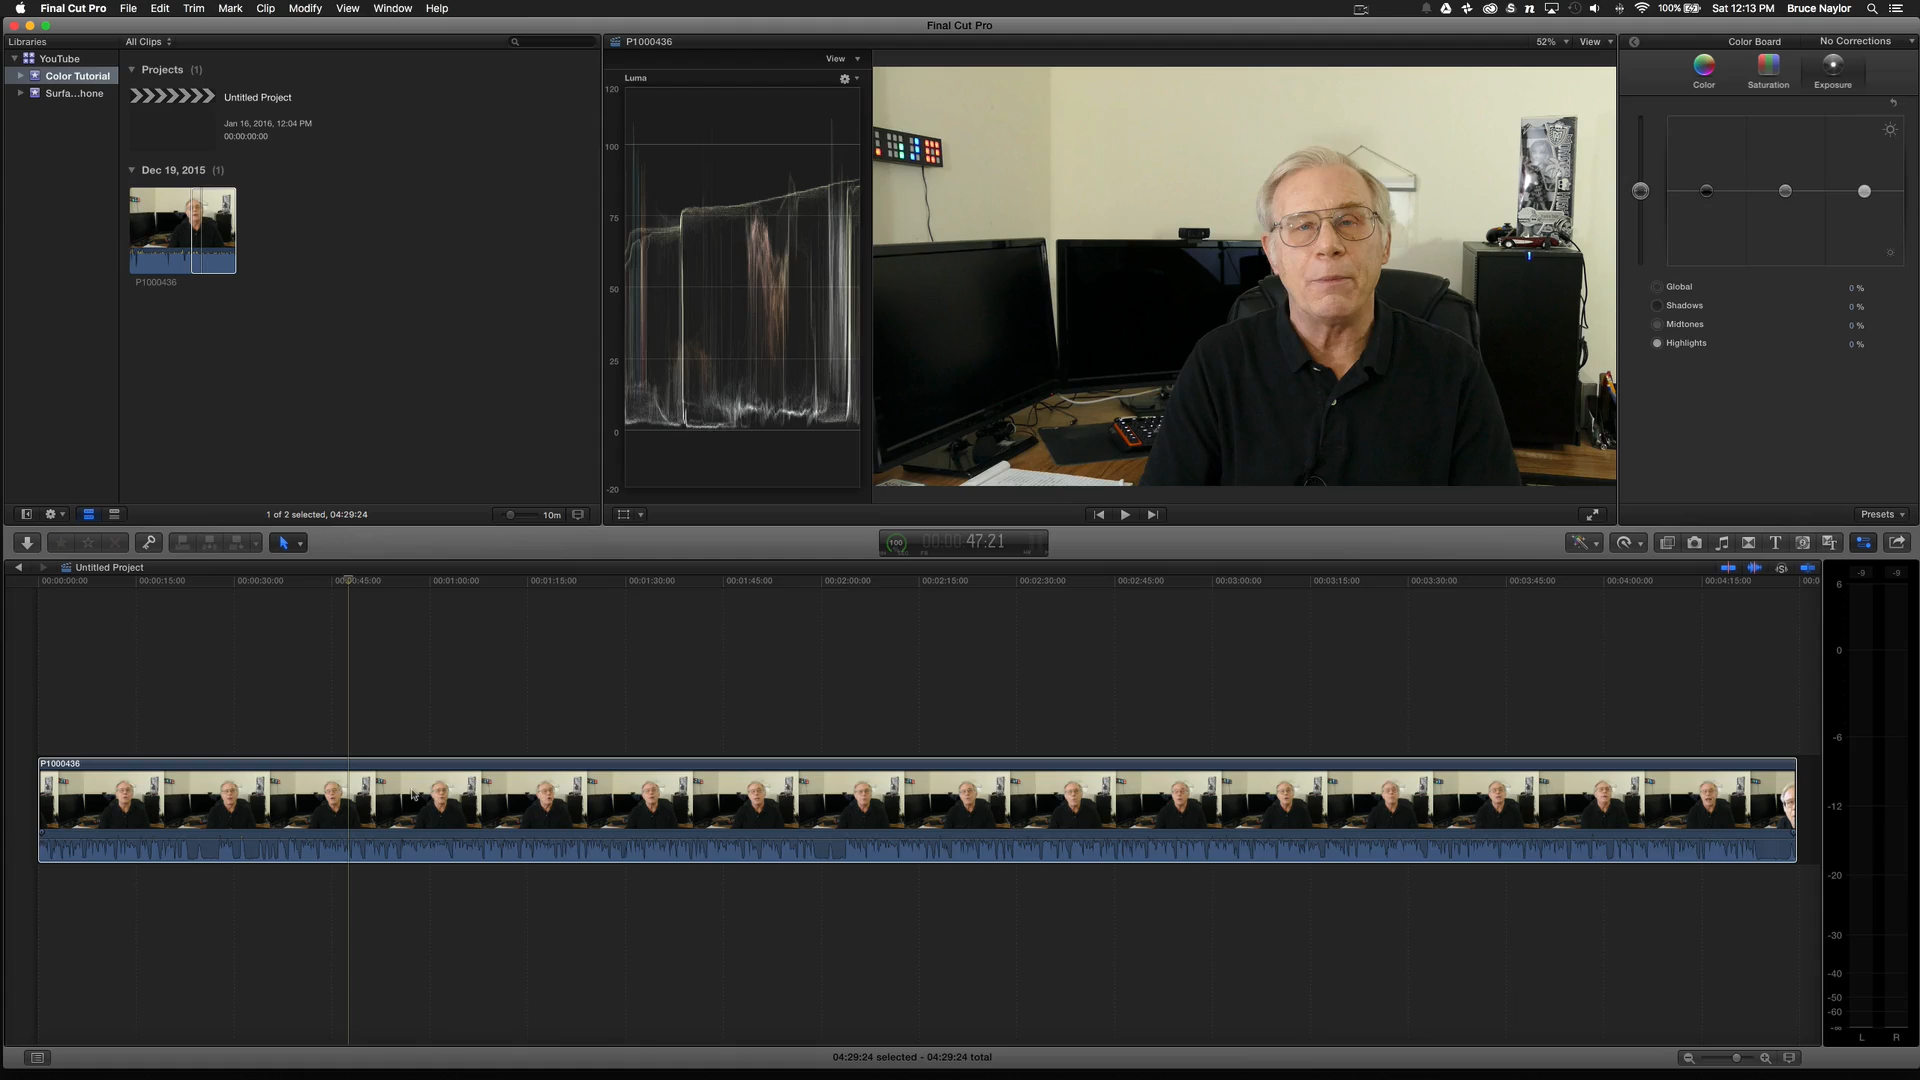 Final Cut Pro File Edit Trim Mark Clip Modify View Window Help 100% Sat 12:13 PM Bruce Naylor
Final Cut Pro
Libraries All Clips P1000436 52% View Color Board No Corrections
YouTube
Color Tutorial
Surfa...hone
Projects (1)
Untitled Project
Jan 16, 2016, 12:04 PM
00:00:00:00
Dec 19, 2015 (1)
P1000436
View
Luma
120
100
75
50
25
0
-20
Color Saturation Exposure
Global 0 %
Shadows 0 %
Midtones 0 %
Highlights 0 %
1 of 2 selected, 04:29:24 10m Presets
100 00:00:47:21
Untitled Project
00:00:00:00 00:00:15:00 00:00:30:00 00:00:45:00 00:01:00:00 00:01:15:00 00:01:30:00 00:01:45:00 00:02:00:00 00:02:15:00 00:02:30:00 00:02:45:00 00:03:00:00 00:03:15:00 00:03:30:00 00:03:45:00 00:04:00:00 00:04:15:00 00:0
P1000436
-9 -9
6
0
-6
-12
-20
-30
-40
-50
-60
-∞
L R
04:29:24 selected - 04:29:24 total